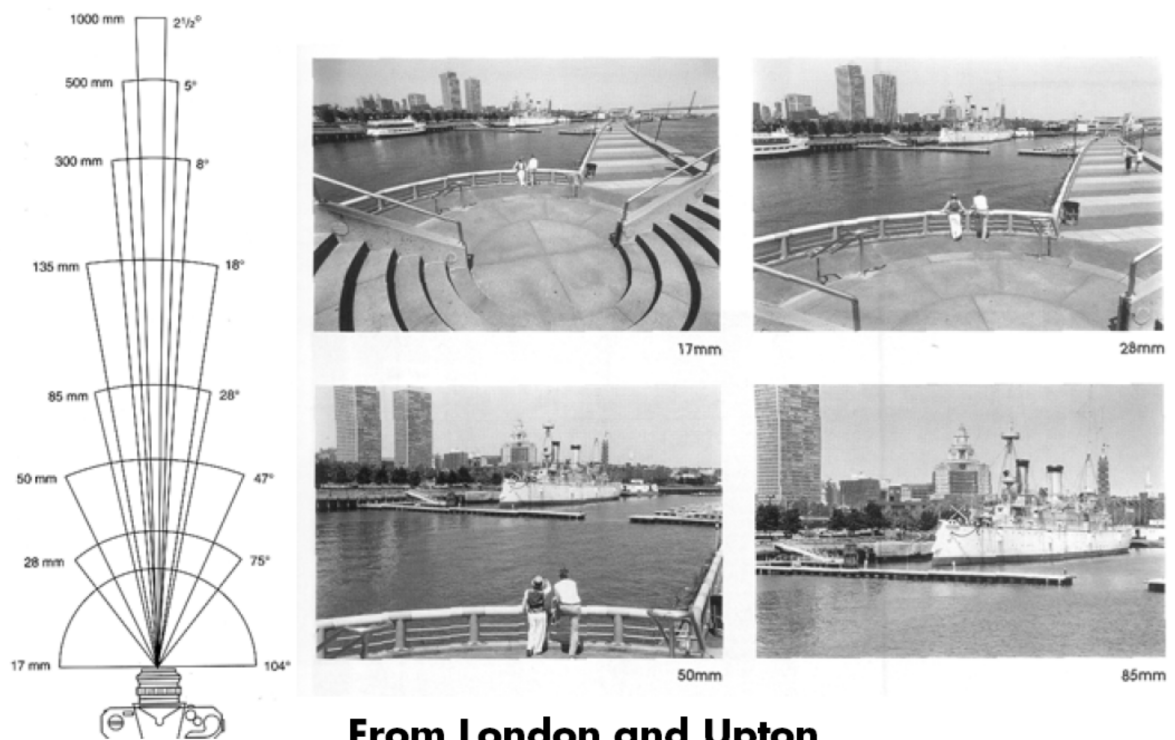 1000 mm 2½°
500 mm 5°
300 mm 8°
135 mm 18°
85 mm 28°
50 mm 47°
28 mm 75°
17 mm 104°
17mm
28mm
50mm
85mm
From London and Upton